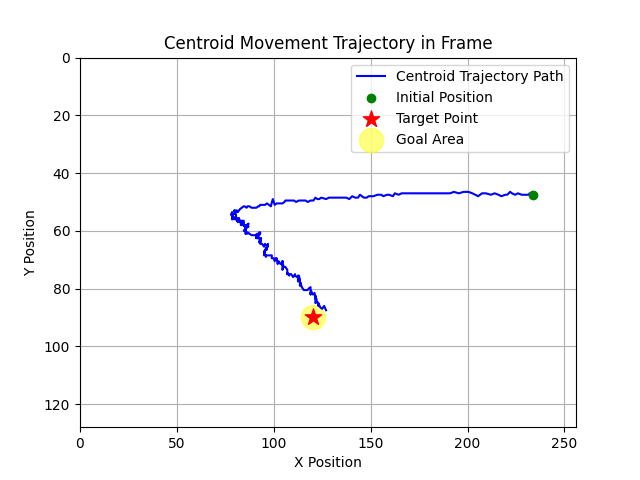 Centroid Movement Trajectory in Frame
Centroid Trajectory Path
Initial Position
Target Point
Goal Area
Y Position
0
20
40
60
80
100
120
0 50 100 150 200 250
X Position